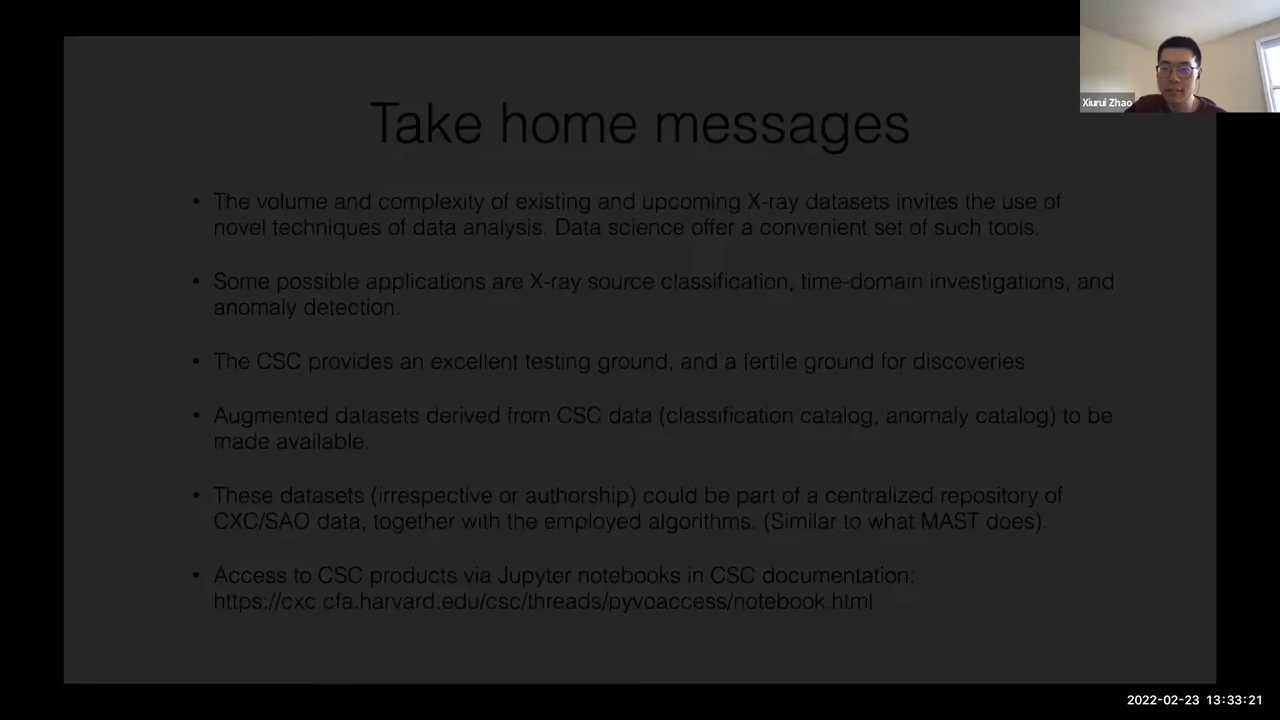 Xiurui Zhao
Take home messages
• The volume and complexity of existing and upcoming X-ray datasets invites the use of
novel techniques of data analysis. Data science offer a convenient set of such tools.
• Some possible applications are X-ray source classification, time-domain investigations, and
anomaly detection.
• The CSC provides an excellent testing ground, and a fertile ground for discoveries
• Augmented datasets derived from CSC data (classification catalog, anomaly catalog) to be
made available.
• These datasets (irrespective or authorship) could be part of a centralized repository of
CXC/SAO data, together with the employed algorithms. (Similar to what MAST does).
• Access to CSC products via Jupyter notebooks in CSC documentation:
https://cxc.cfa.harvard.edu/csc/threads/pyvoaccess/notebook.html
2022-02-23 13:33:21